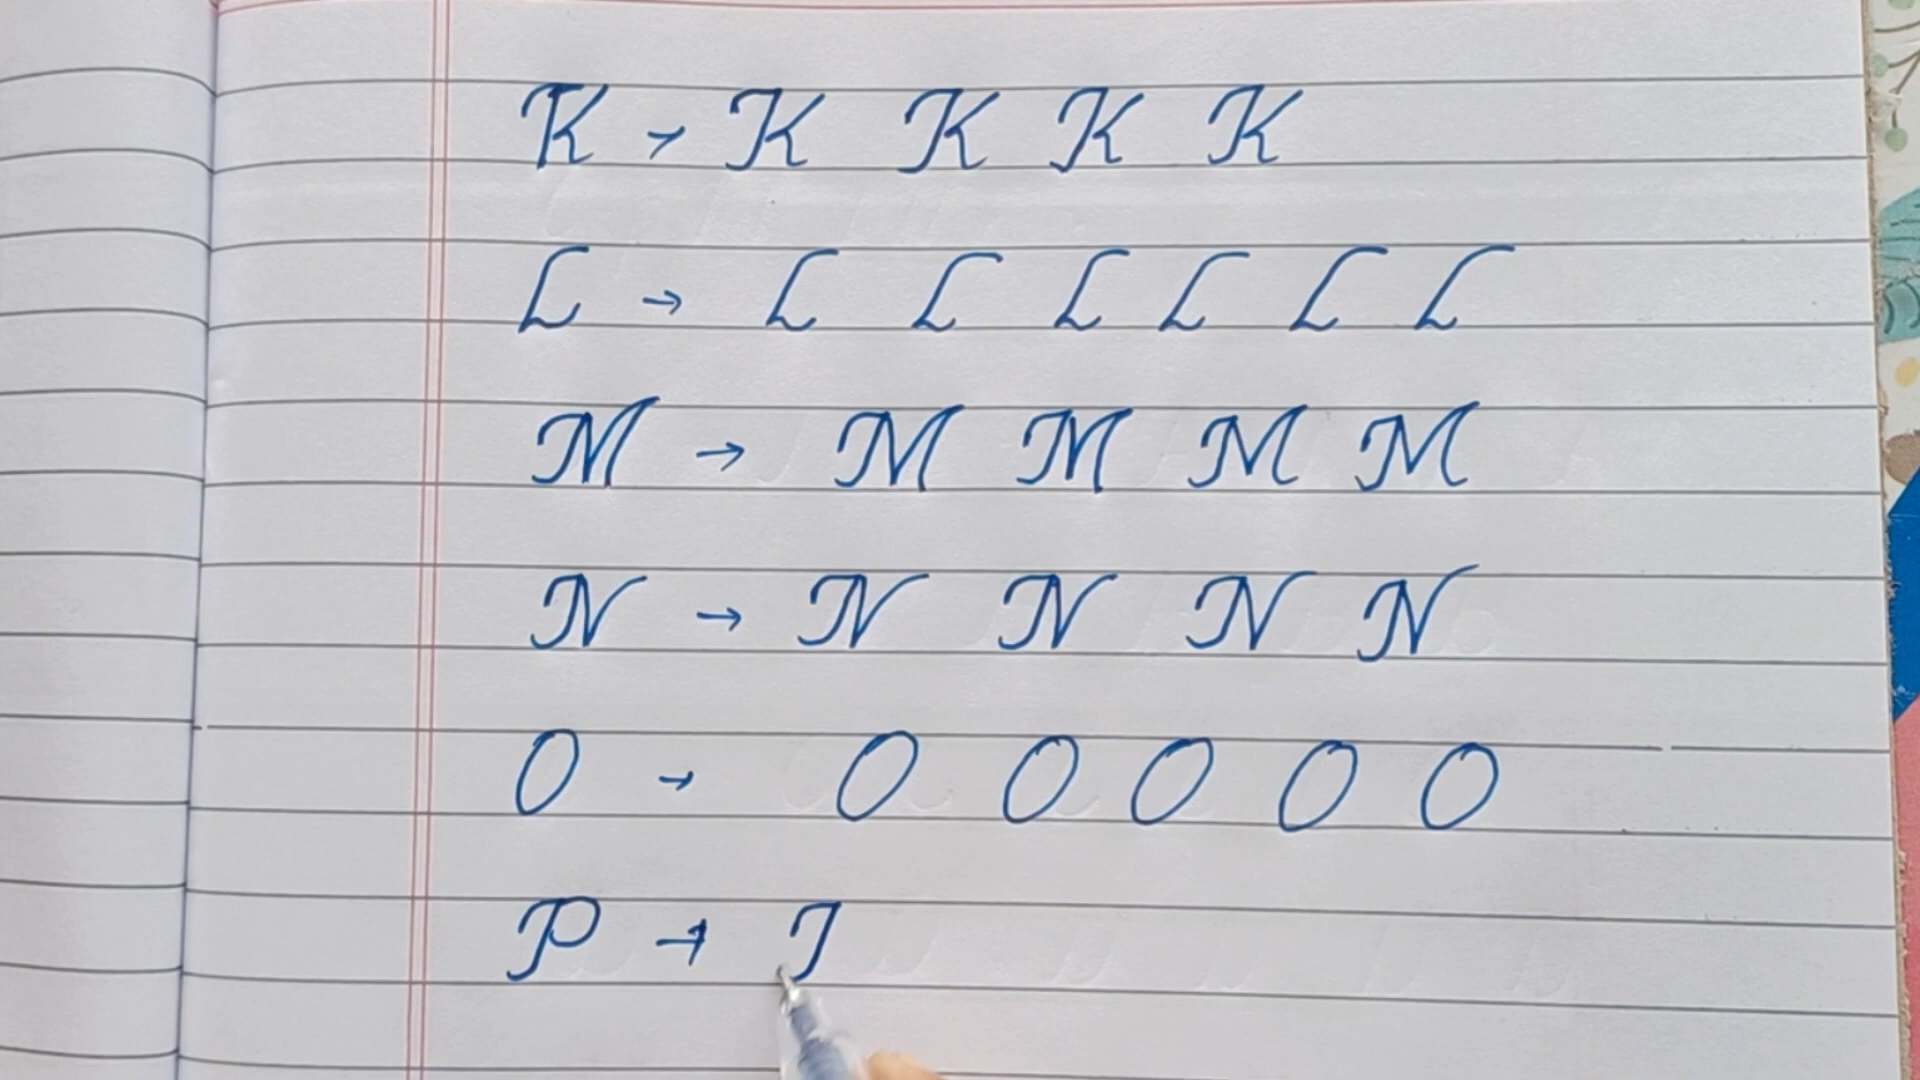 K → K K K K
L → L L L L L L
M → M M M M
N → N N N N
O → O O O O O
P →